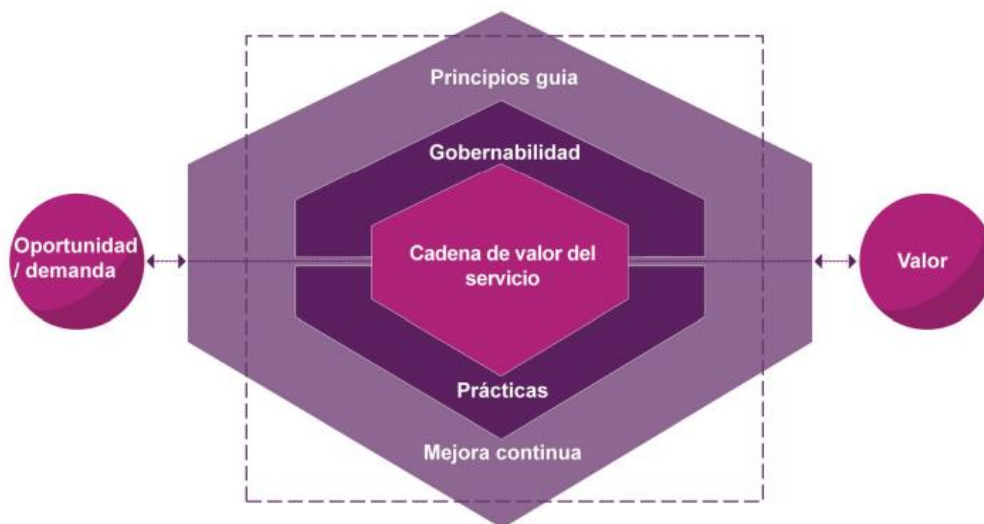 Principios guia
Gobernabilidad
Oportunidad
/ demanda
Cadena de valor del
servicio
Valor
Prácticas
Mejora continua